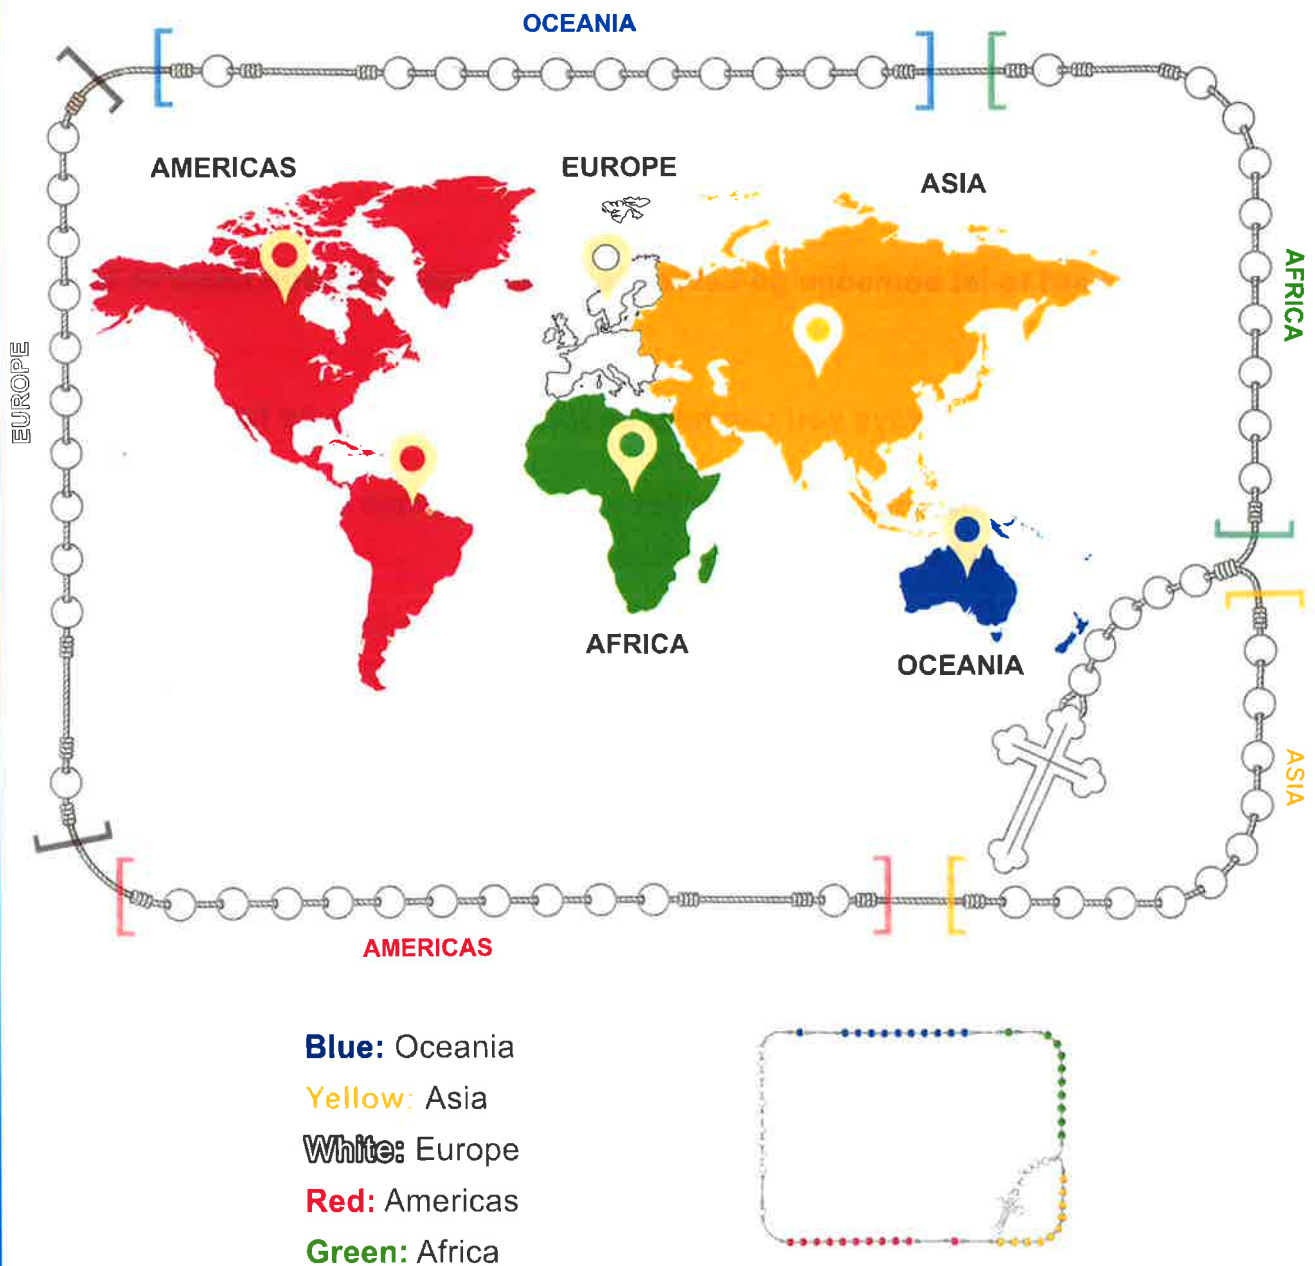 OCEANIA
AMERICAS
EUROPE
ASIA
AFRICA
EUROPE
AFRICA
OCEANIA
ASIA
AMERICAS
Blue: Oceania
Yellow: Asia
White: Europe
Red: Americas
Green: Africa